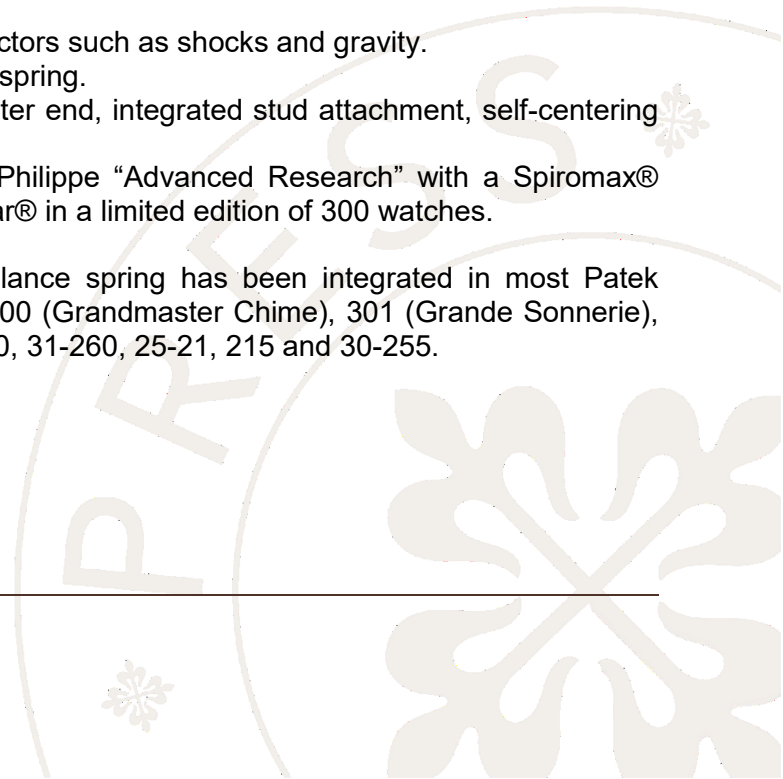 ctors such as shocks and gravity.
spring.
ter end, integrated stud attachment, self-centering
Philippe “Advanced Research” with a Spiromax®
ar® in a limited edition of 300 watches.
lance spring has been integrated in most Patek
00 (Grandmaster Chime), 301 (Grande Sonnerie),
0, 31-260, 25-21, 215 and 30-255.
PRESS